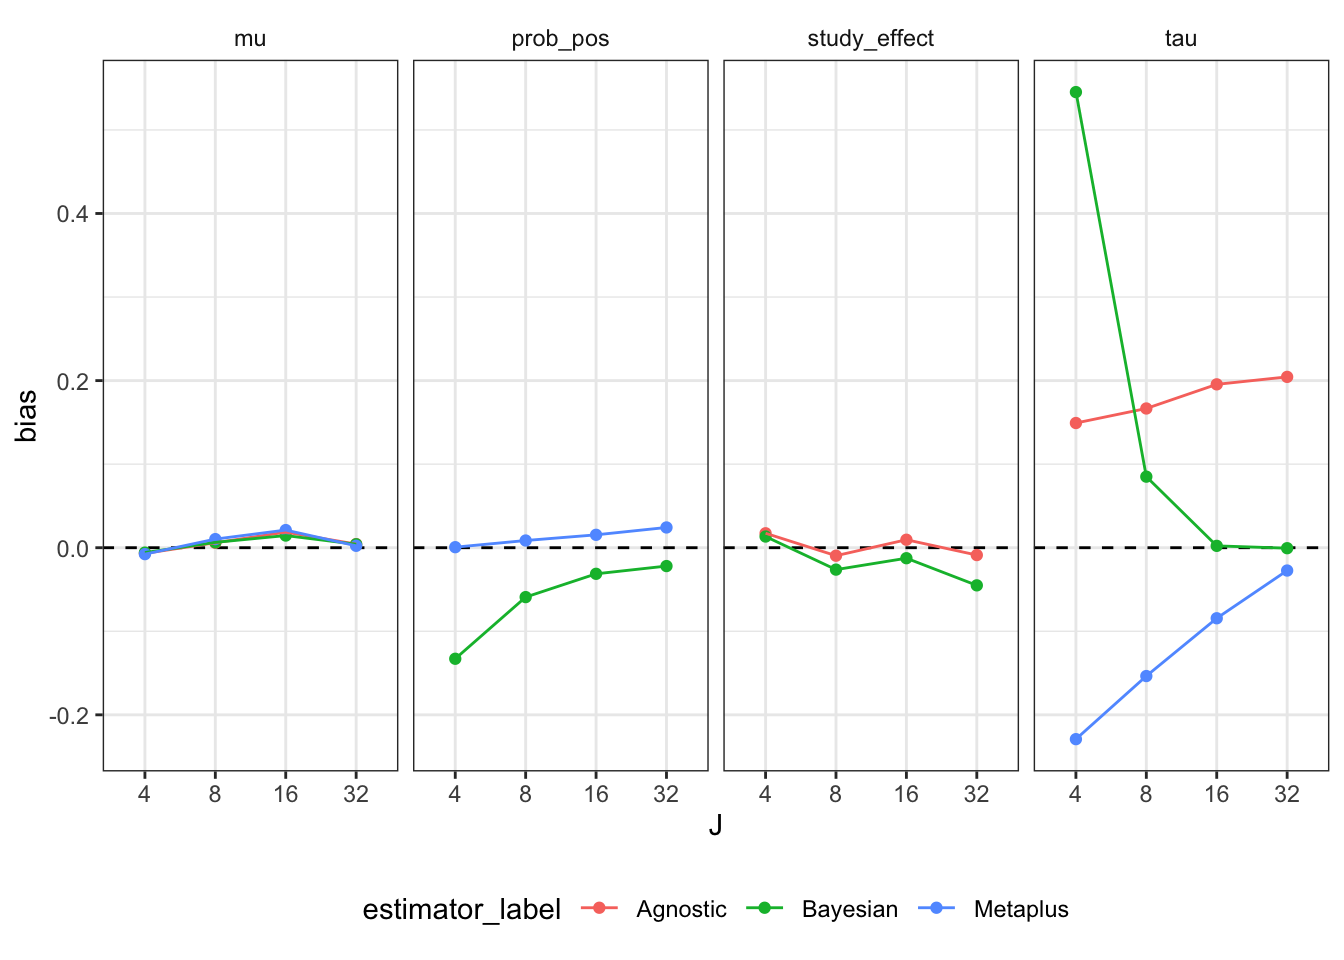 mu prob_pos study_effect tau
bias
0.4
0.2
0.0
-0.2
4 8 16 32 4 8 16 32 4 8 16 32 4 8 16 32
J
estimator_label Agnostic Bayesian Metaplus